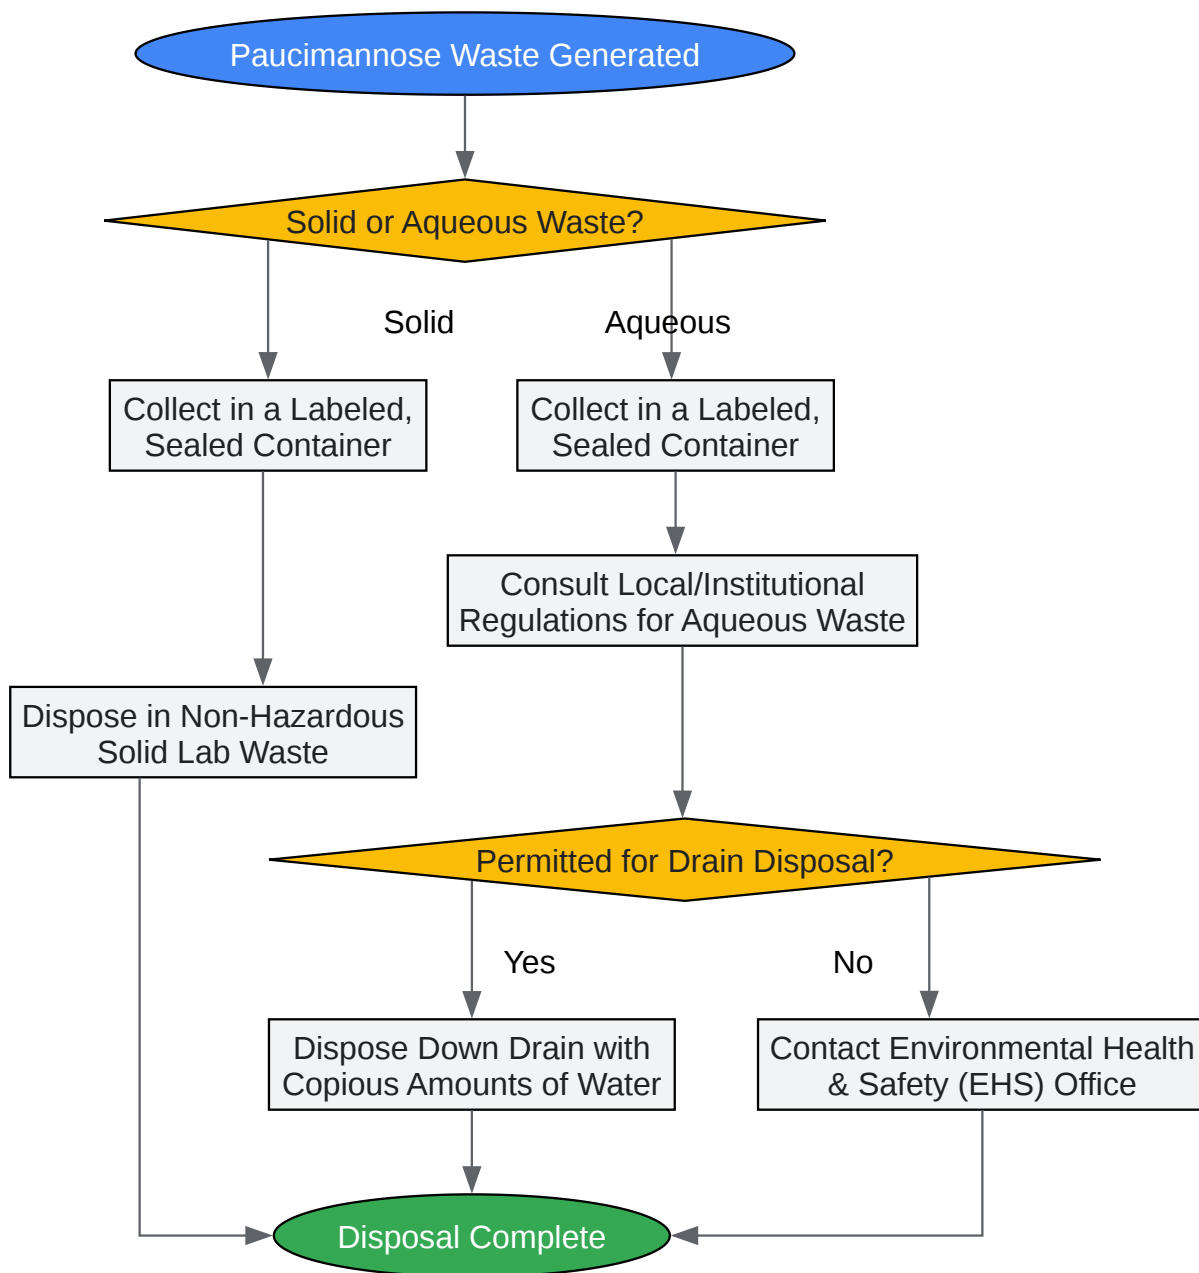 Paucimannose Waste Generated
Solid or Aqueous Waste?
Solid
Aqueous
Collect in a Labeled,
Sealed Container
Collect in a Labeled,
Sealed Container
Consult Local/Institutional
Regulations for Aqueous Waste
Dispose in Non-Hazardous
Solid Lab Waste
Permitted for Drain Disposal?
Yes
No
Dispose Down Drain with
Copious Amounts of Water
Contact Environmental Health
& Safety (EHS) Office
Disposal Complete